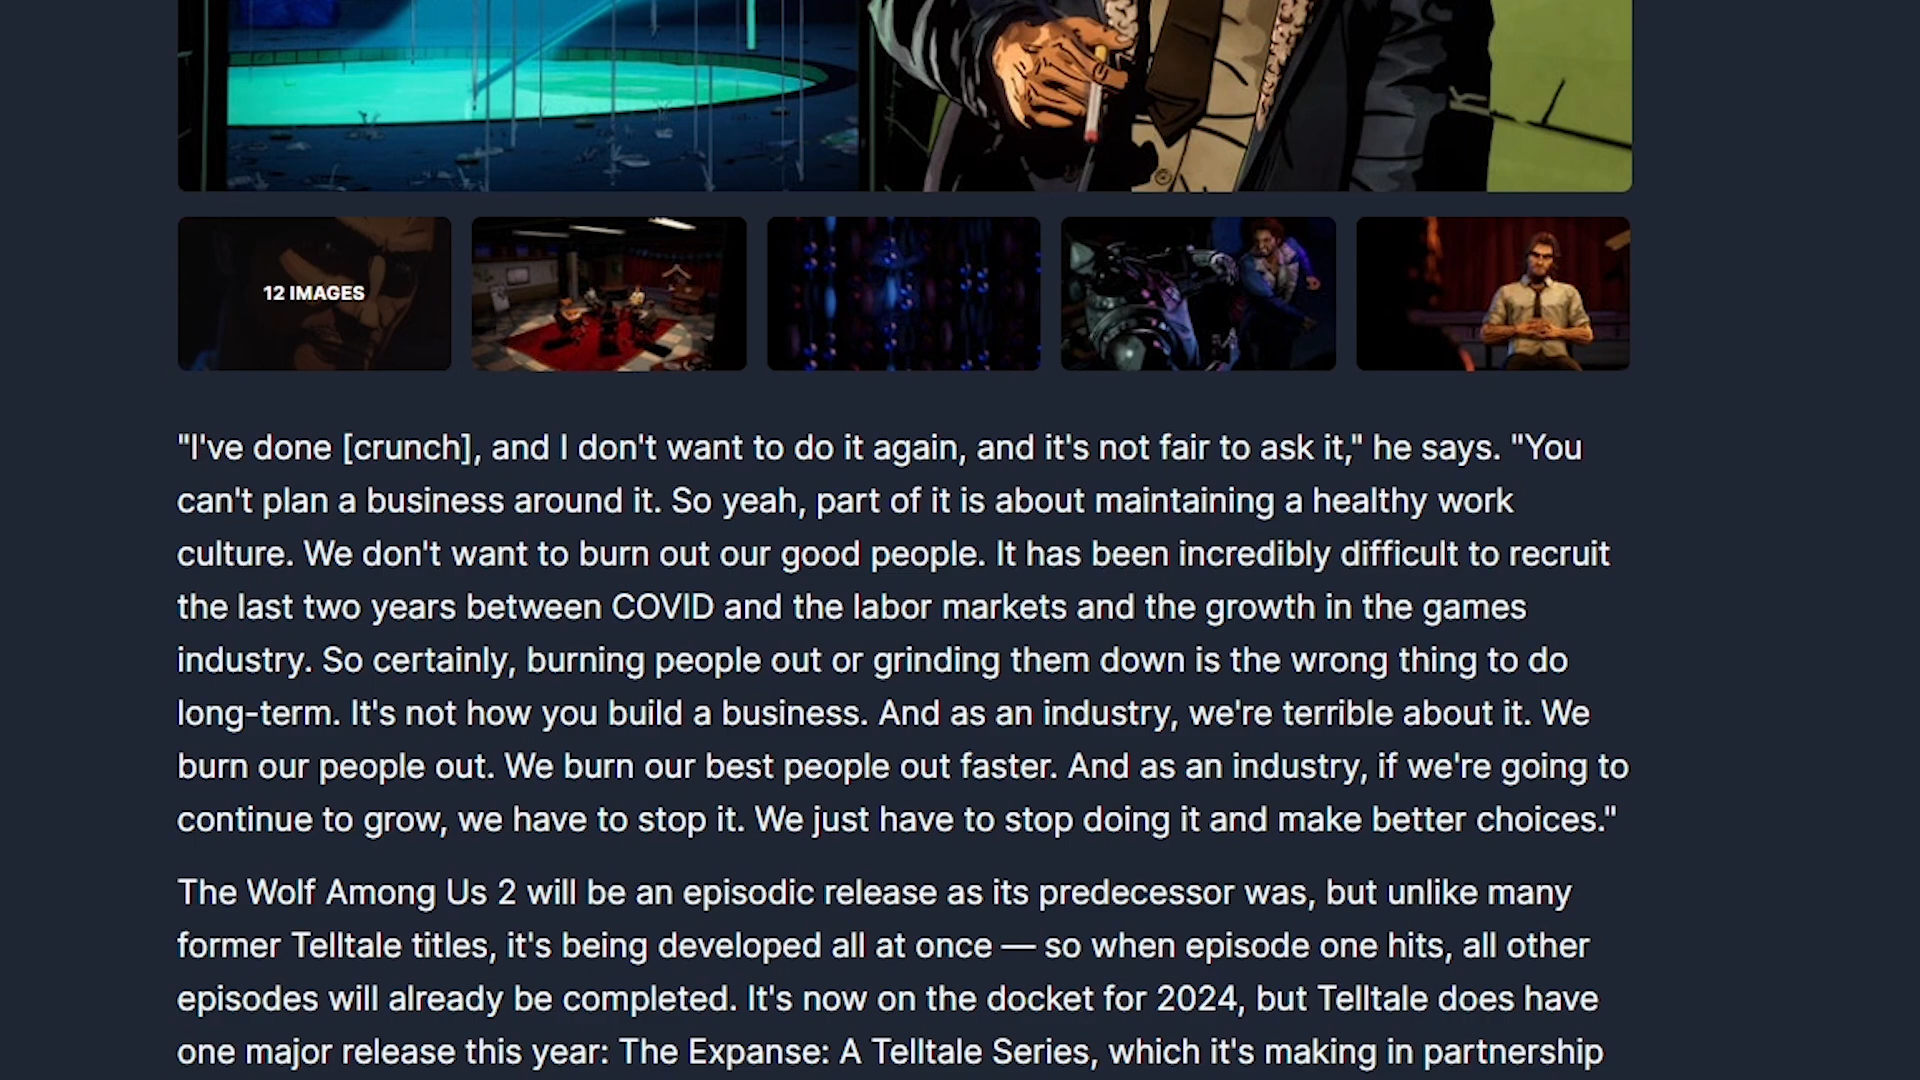 12 IMAGES
"I've done [crunch], and I don't want to do it again, and it's not fair to ask it," he says. "You
can't plan a business around it. So yeah, part of it is about maintaining a healthy work
culture. We don't want to burn out our good people. It has been incredibly difficult to recruit
the last two years between COVID and the labor markets and the growth in the games
industry. So certainly, burning people out or grinding them down is the wrong thing to do
long-term. It's not how you build a business. And as an industry, we're terrible about it. We
burn our people out. We burn our best people out faster. And as an industry, if we're going to
continue to grow, we have to stop it. We just have to stop doing it and make better choices."
The Wolf Among Us 2 will be an episodic release as its predecessor was, but unlike many
former Telltale titles, it's being developed all at once — so when episode one hits, all other
episodes will already be completed. It's now on the docket for 2024, but Telltale does have
one major release this year: The Expanse: A Telltale Series, which it's making in partnership